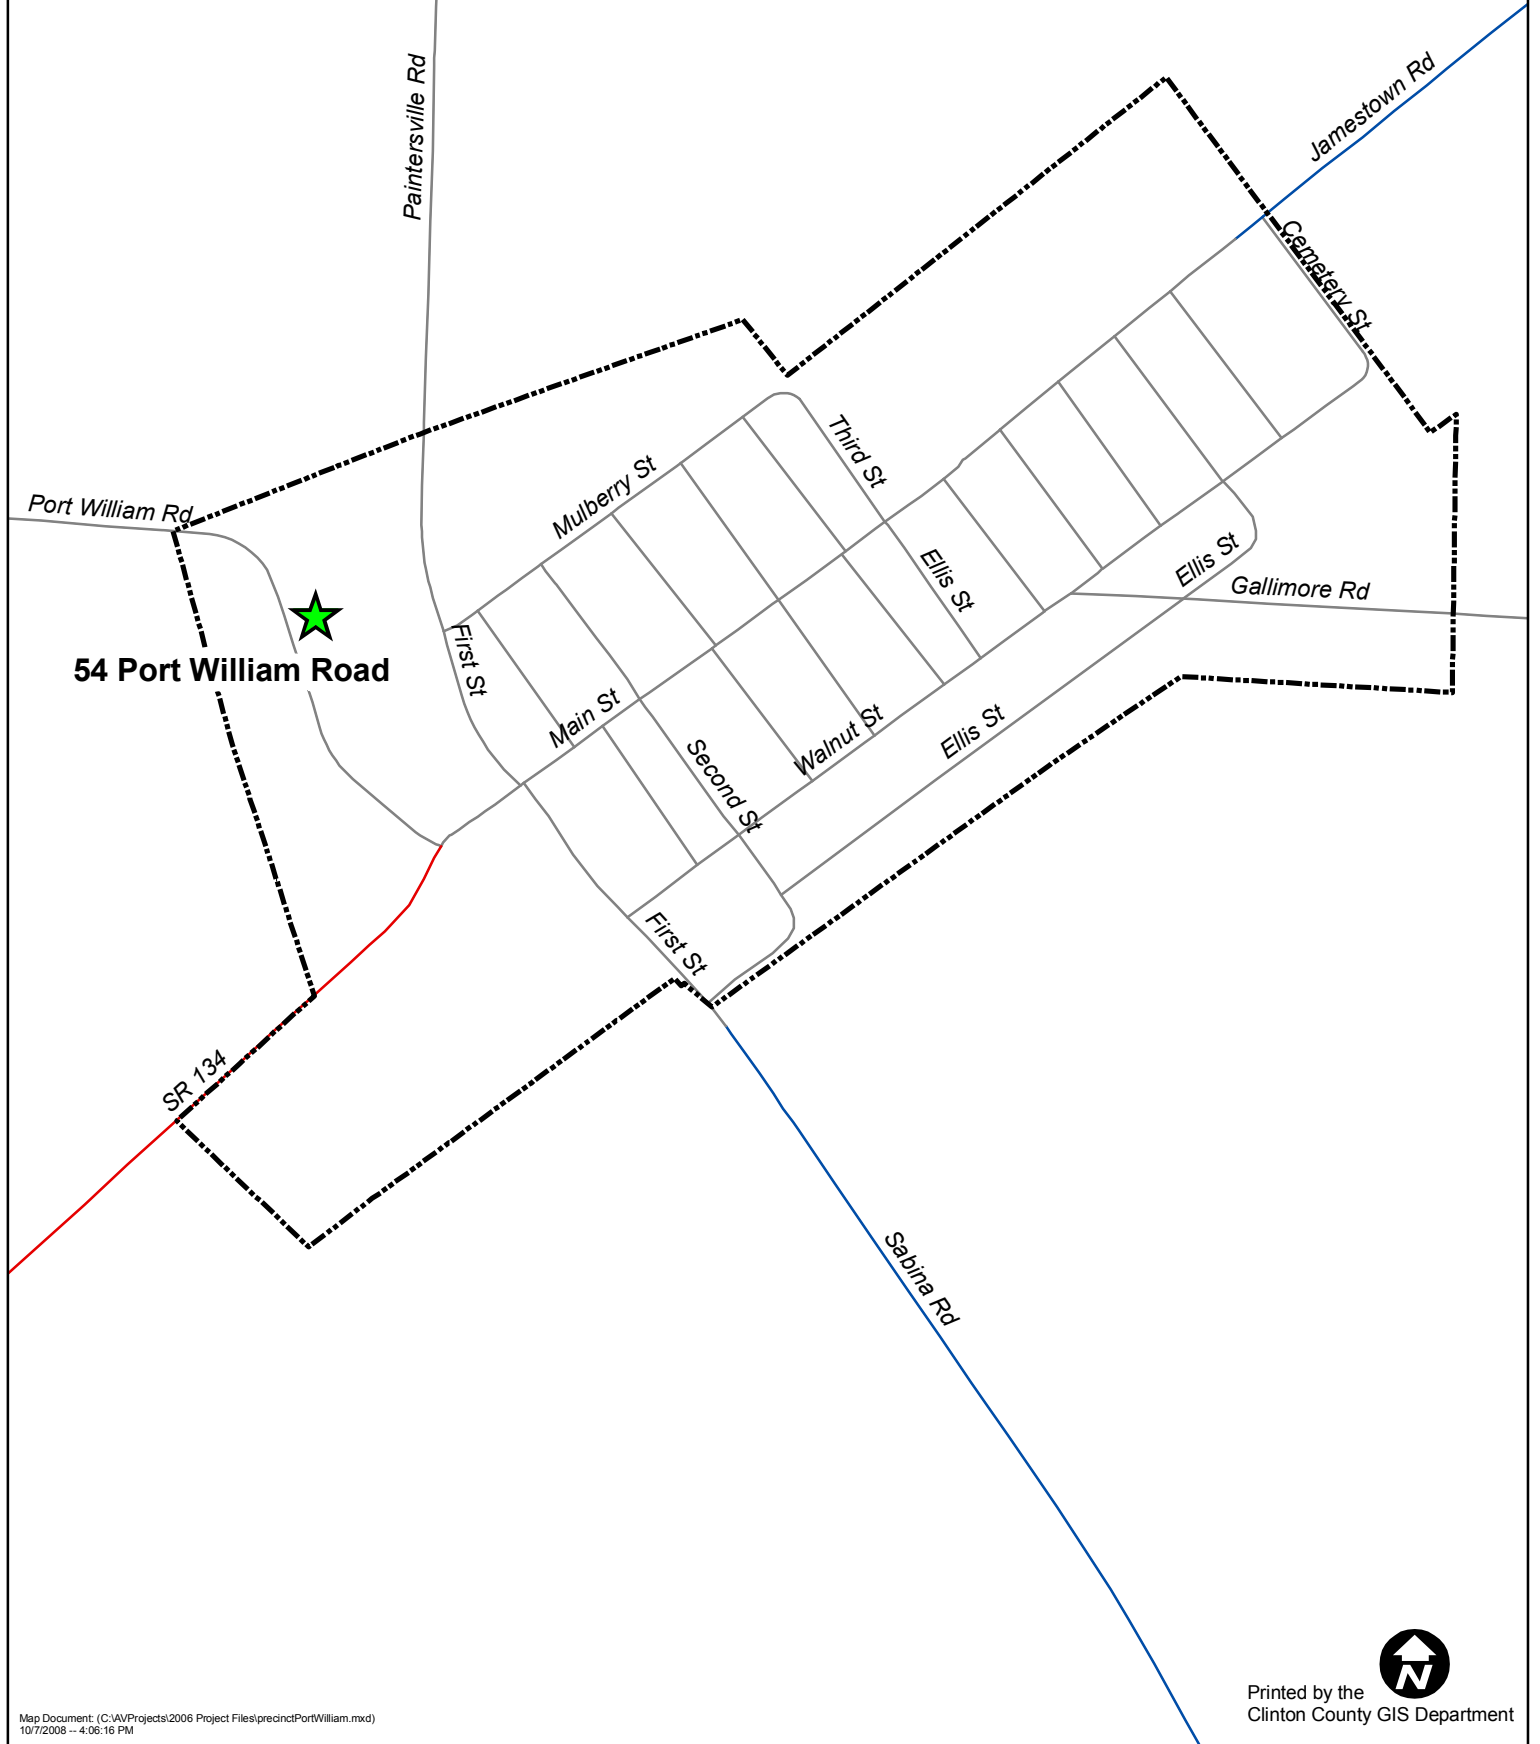 Paintersville Rd
Jamestown Rd
Cemetery St
Third St
Mulberry St
Port William Rd
Ellis St
Ellis St
Gallimore Rd
54 Port William Road
First St
Main St
Second St
Walnut St
Ellis St
First St
SR 134
Sabina Rd
N
Printed by the
Clinton County GIS Department
Map Document: (C:\AVProjects\2006 Project Files\precinctPortWilliam.mxd)
10/7/2008 -- 4:06:16 PM